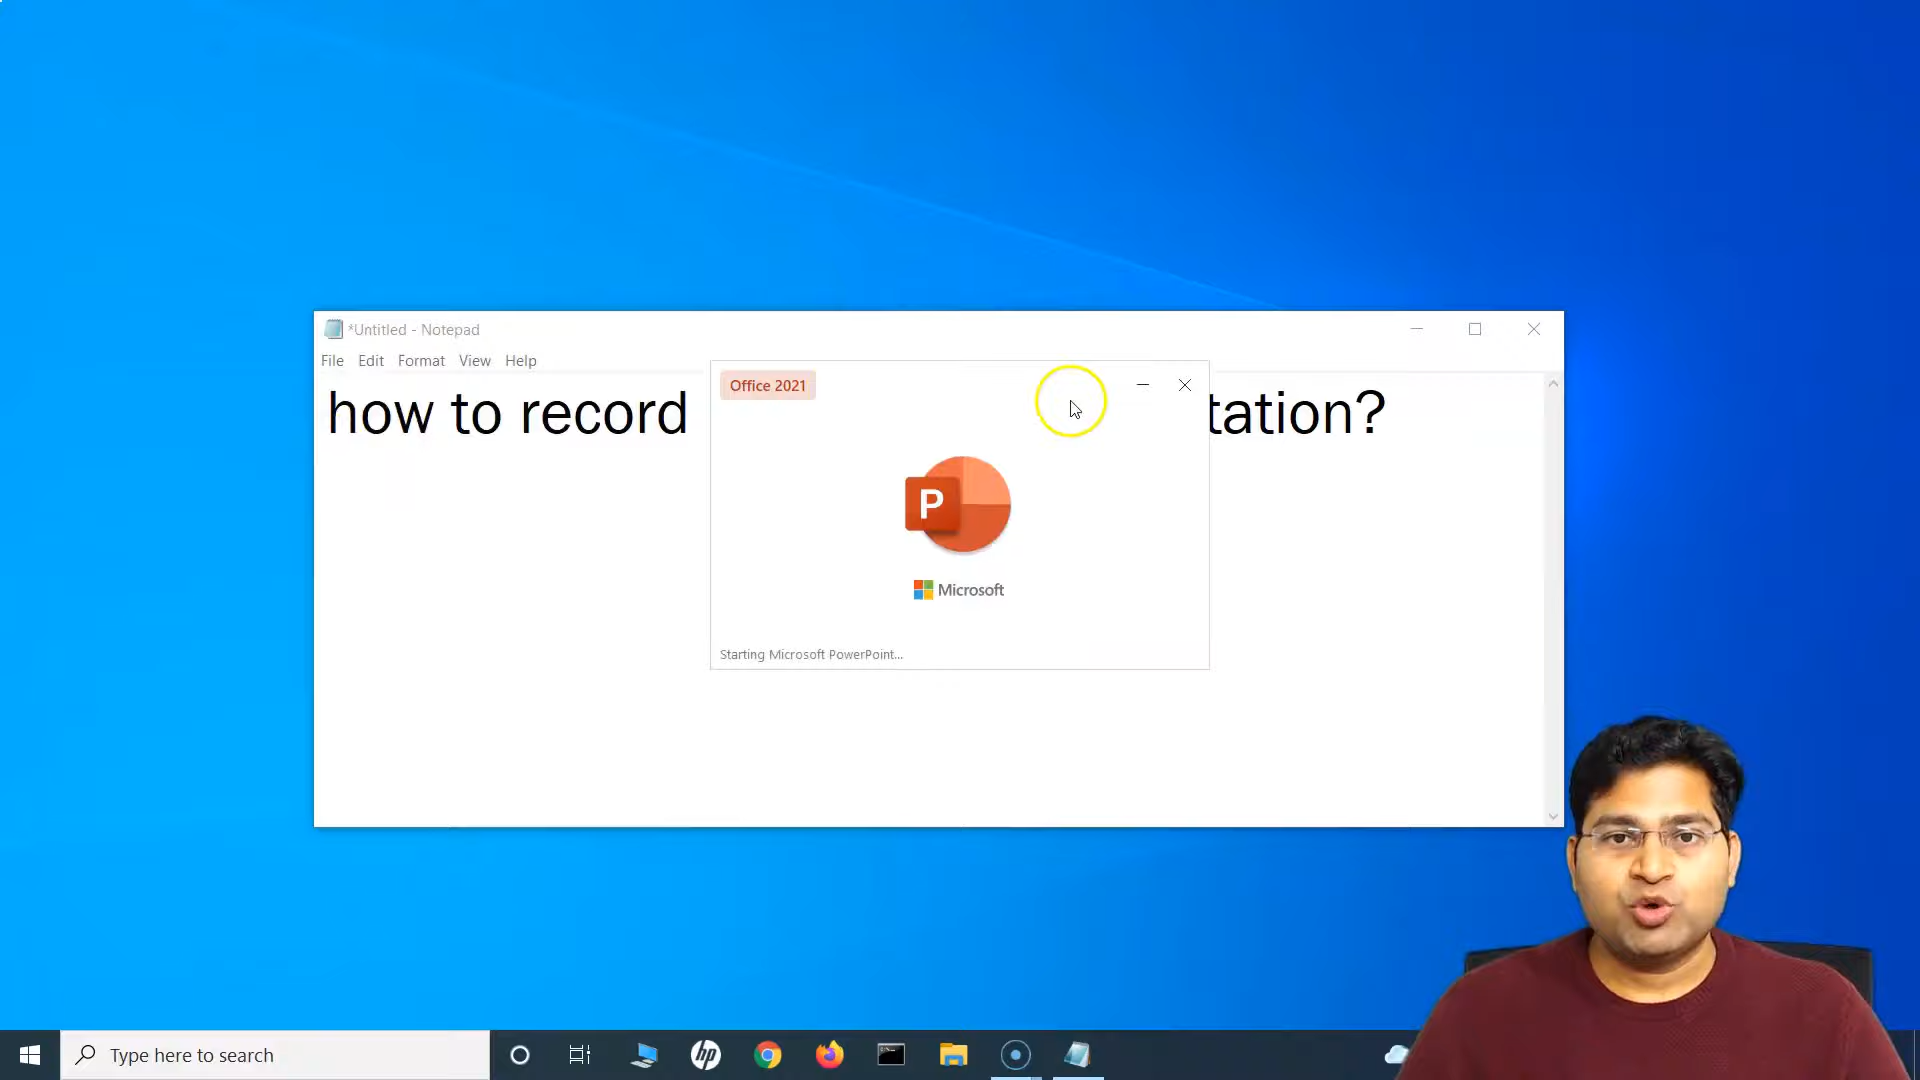 *Untitled - Notepad
File Edit Format View Help
Office 2021
how to record tation?
P
Microsoft
Starting Microsoft PowerPoint...
hp
Type here to search